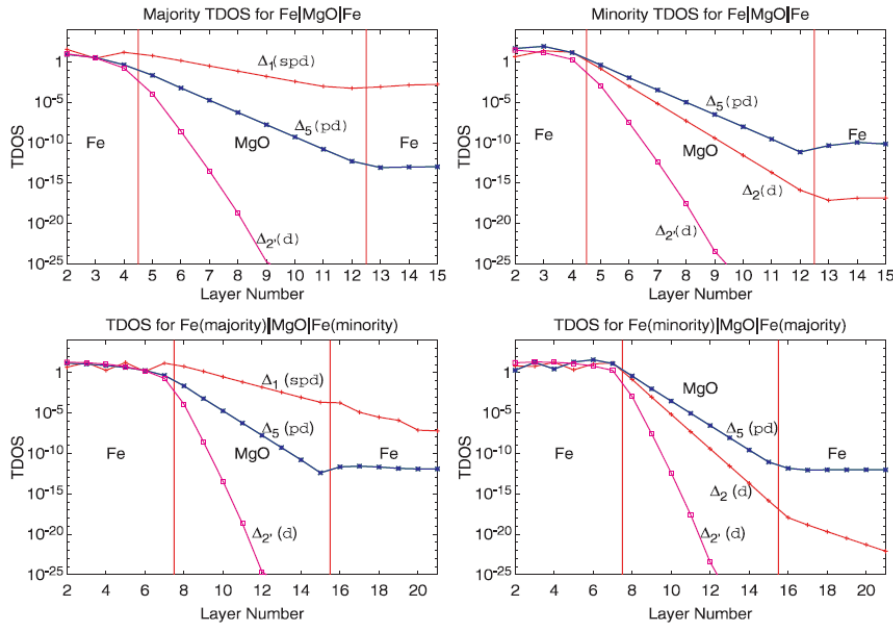 Majority TDOS for Fe|MgO|Fe
TDOS
1
10-5
10-10
10-15
10-20
10-25
Δ1(spd)
Δ5(pd)
Fe
MgO
Fe
Δ2'(d)
2 3 4 5 6 7 8 9 10 11 12 13 14 15
Layer Number
Minority TDOS for Fe|MgO|Fe
TDOS
1
10-5
10-10
10-15
10-20
10-25
Δ5(pd)
Fe
MgO
Fe
Δ2(d)
Δ2'(d)
2 3 4 5 6 7 8 9 10 11 12 13 14 15
Layer Number
TDOS for Fe(majority)|MgO|Fe(minority)
TDOS
1
10-5
10-10
10-15
10-20
10-25
Δ1 (spd)
Δ5 (pd)
Fe
MgO
Fe
Δ2' (d)
2 4 6 8 10 12 14 16 18 20
Layer Number
TDOS for Fe(minority)|MgO|Fe(majority)
TDOS
1
10-5
10-10
10-15
10-20
10-25
MgO
Δ5 (pd)
Fe
Fe
Δ2 (d)
Δ2' (d)
2 4 6 8 10 12 14 16 18 20
Layer Number